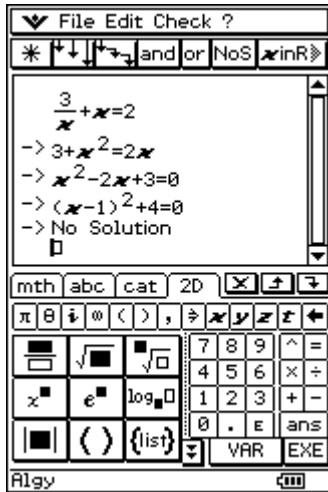 File Edit Check ?
and or NoS xinR
3/x+x=2
-> 3+x²=2x
-> x²-2x+3=0
-> (x-1)²+4=0
-> No Solution
mth abc cat 2D
π θ i ∞ ( ) , ⇒ x y z t ←
√■ ■√□ 7 8 9 ^ =
4 5 6 × ÷
x■ e■ log■□ 1 2 3 + -
0 . E ans
|■| ( ) {list} VAR EXE
Algy